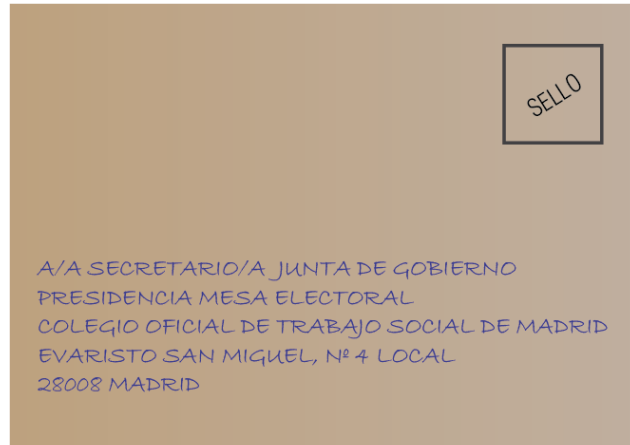 SELLO
A/A SECRETARIO/A JUNTA DE GOBIERNO
PRESIDENCIA MESA ELECTORAL
COLEGIO OFICIAL DE TRABAJO SOCIAL DE MADRID
EVARISTO SAN MIGUEL, Nº 4 LOCAL
28008 MADRID